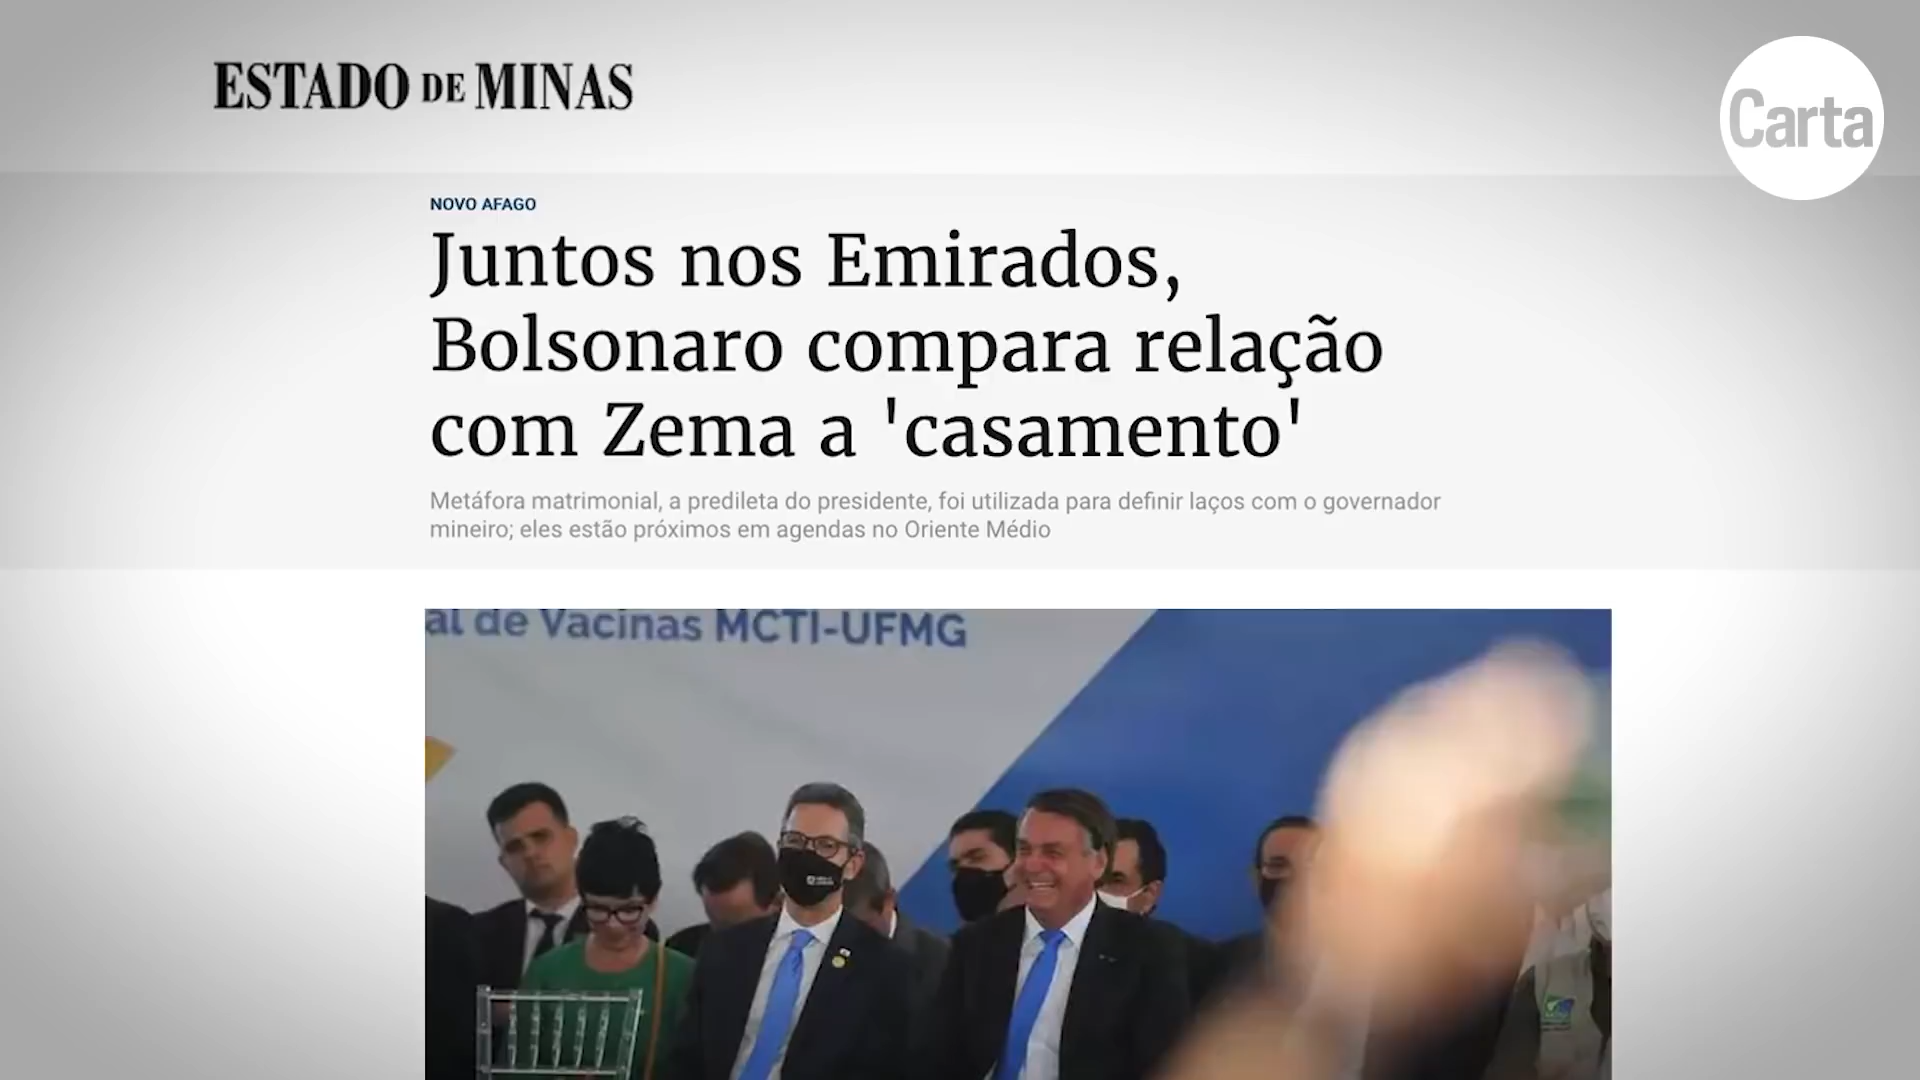 ESTADO DE MINAS
Carta
NOVO AFAGO
Juntos nos Emirados,
Bolsonaro compara relação
com Zema a 'casamento'
Metáfora matrimonial, a predileta do presidente, foi utilizada para definir laços com o governador
mineiro; eles estão próximos em agendas no Oriente Médio
al de Vacinas MCTI-UFMG